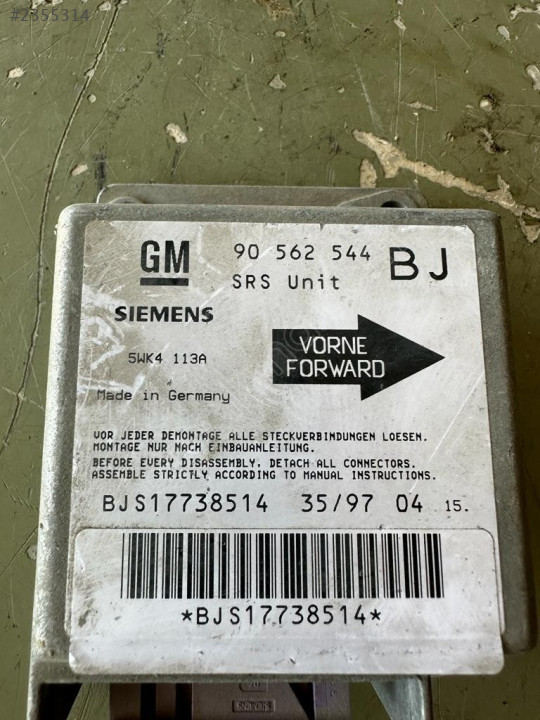 #2355314
GM 90 562 544 BJ
SRS Unit
SIEMENS
5WK4 113A
VORNE
FORWARD
Made in Germany
VOR JEDER DEMONTAGE ALLE STECKVERBINDUNGEN LOESEN.
MONTAGE NUR NACH EINBAUANLEITUNG.
BEFORE EVERY DISASSEMBLY, DETACH ALL CONNECTORS.
ASSEMBLE STRICTLY ACCORDING TO MANUAL INSTRUCTIONS.
BJS17738514 35/97 04 15.
*BJS17738514*